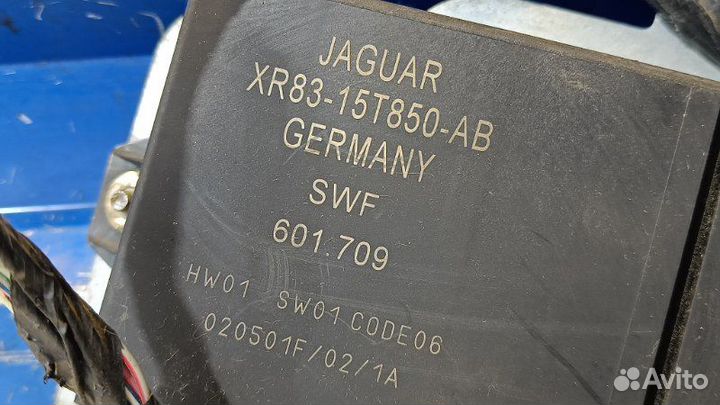 JAGUAR
XR83-15T850-AB
GERMANY
SWF
601.709
HW01 SW01 CODE06
020501F/02/1A
Avito